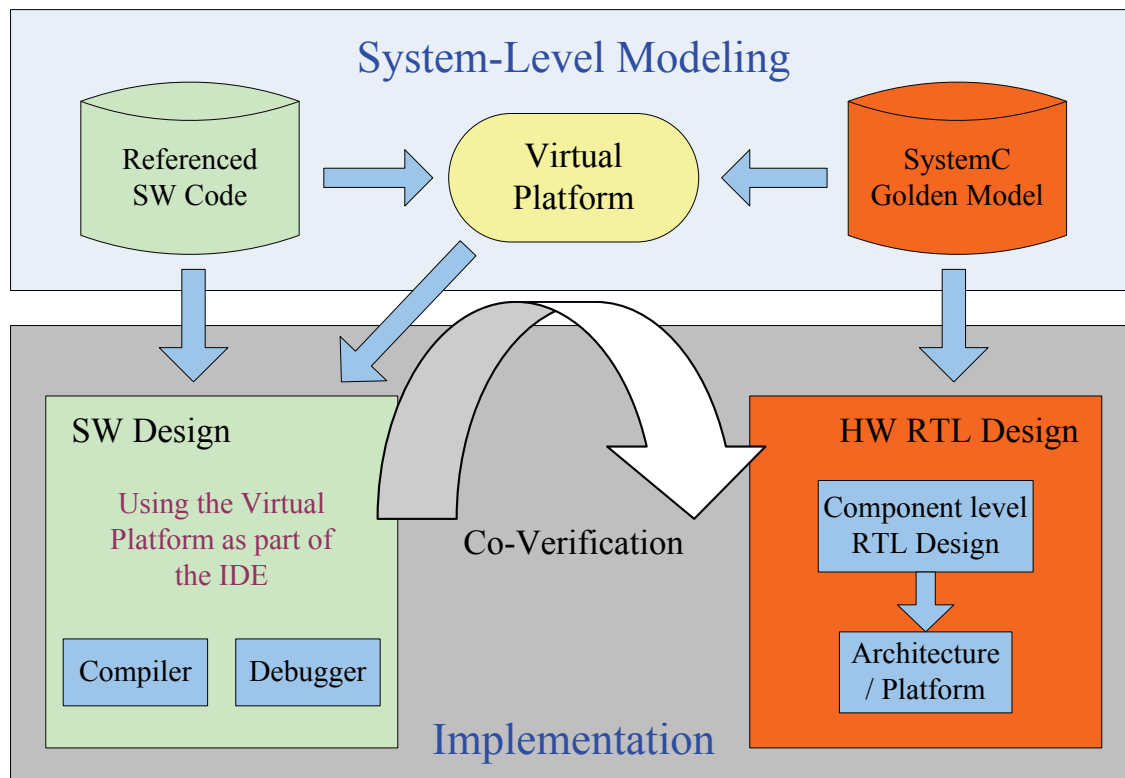 System-Level Modeling
Referenced
SW Code
Virtual
Platform
SystemC
Golden Model
SW Design
Using the Virtual
Platform as part of
the IDE
Compiler
Debugger
Co-Verification
HW RTL Design
Component level
RTL Design
Architecture
/ Platform
Implementation